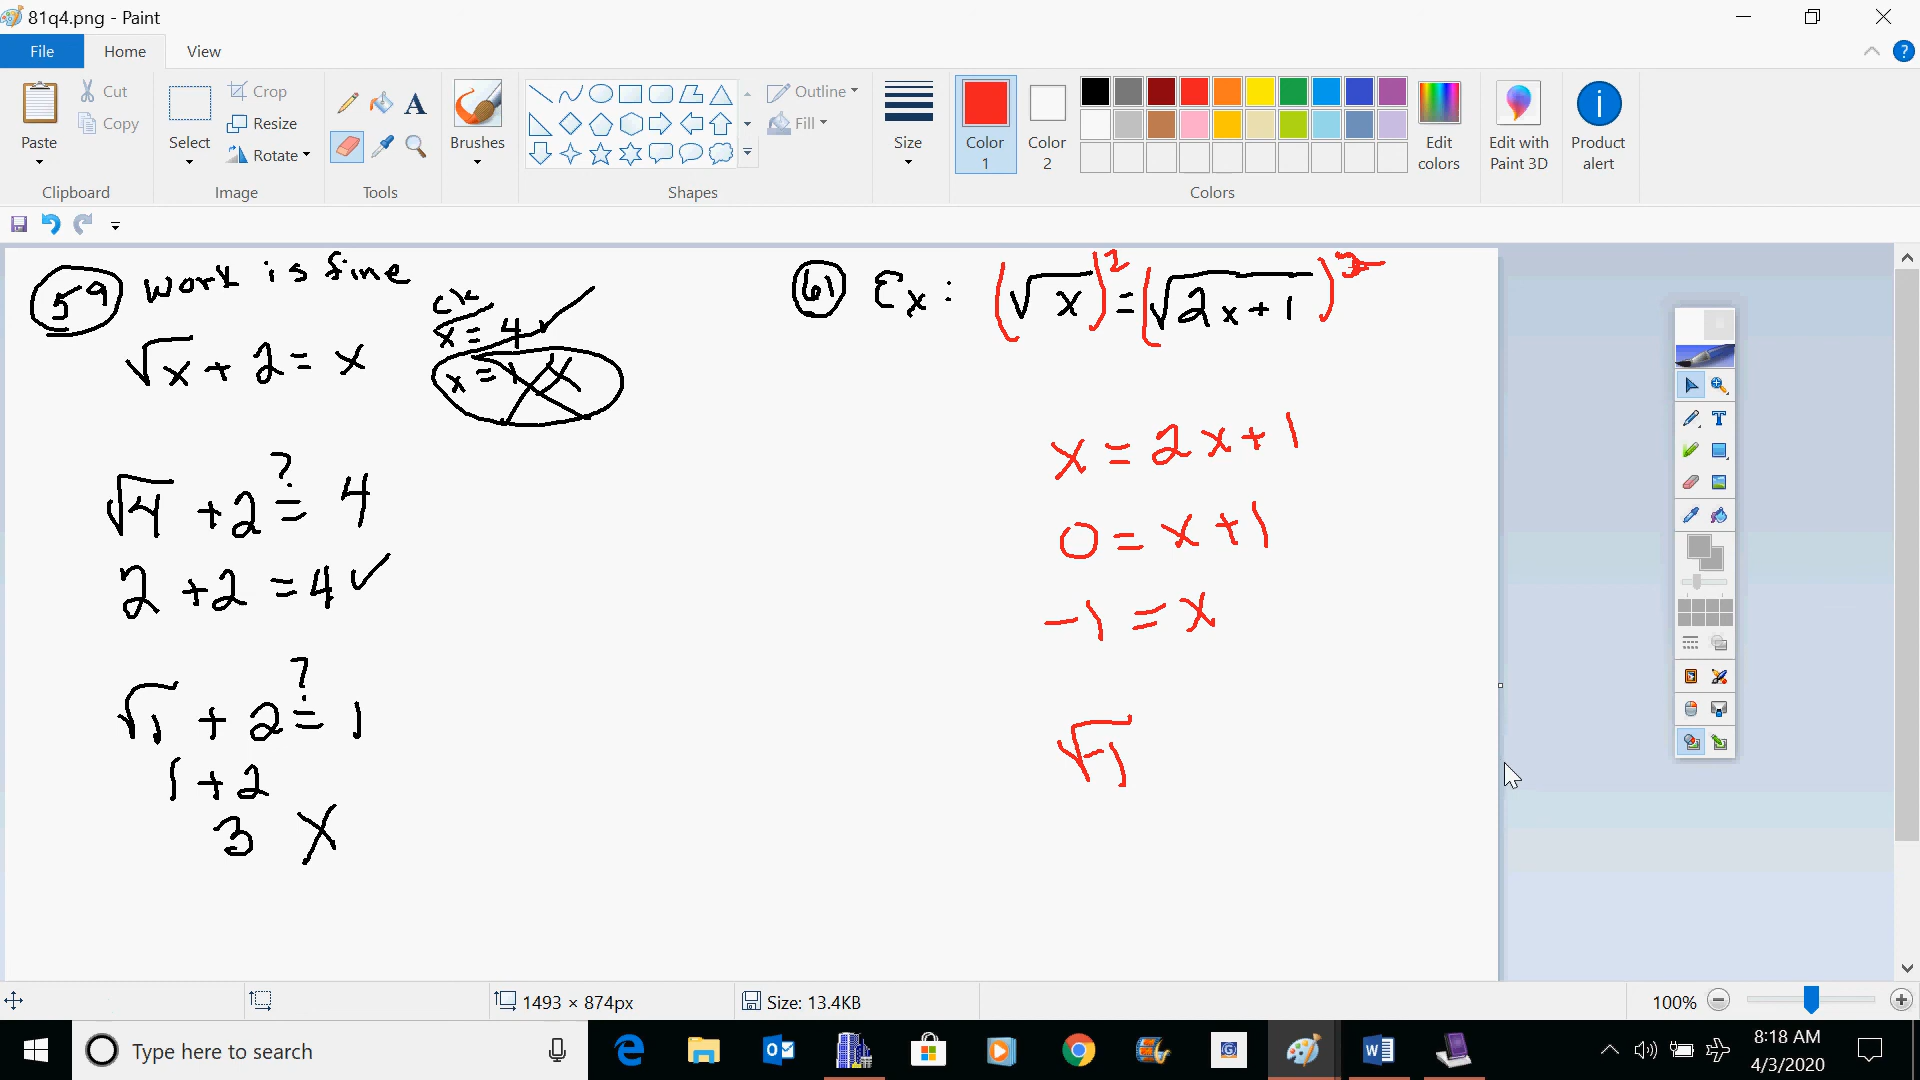 81q4.png - Paint
File Home View
Paste
Cut
Copy
Clipboard
Select
Crop
Resize
Rotate
Image
Tools
Brushes
Shapes
Outline
Fill
Size
Color 1
Color 2
Colors
Edit colors
Edit with Paint 3D
Product alert
59 work is fine
√x + 2 = x
x = 4 ✓
x = 1 X
√4 + 2 ?= 4
2 + 2 = 4 ✓
√1 + 2 ?= 1
1 + 2
3 X
61 Ex: (√x)² = (√2x+1)²
x = 2x + 1
0 = x + 1
-1 = x
√-1
1493 × 874px
Size: 13.4KB
100%
Type here to search
8:18 AM
4/3/2020